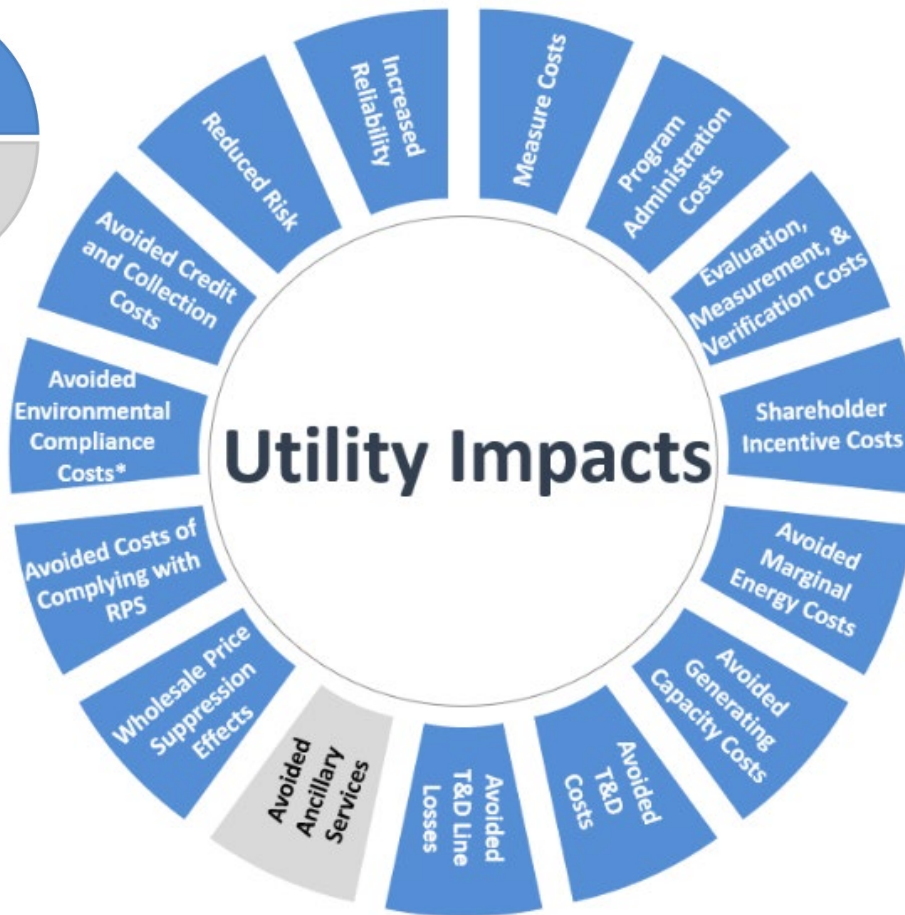 Measure Costs
Program
Administration
Costs
Evaluation,
Measurement, &
Verification Costs
Shareholder
Incentive Costs
Avoided
Marginal
Energy Costs
Avoided
Generating
Capacity Costs
Avoided
T&D
Costs
Avoided
T&D Line
Losses
Avoided
Ancillary
Services
Wholesale Price
Suppression
Effects
Avoided Costs of
Complying with
RPS
Avoided
Environmental
Compliance
Costs*
Avoided Credit
and Collection
Costs
Reduced Risk
Increased
Reliability
Utility Impacts